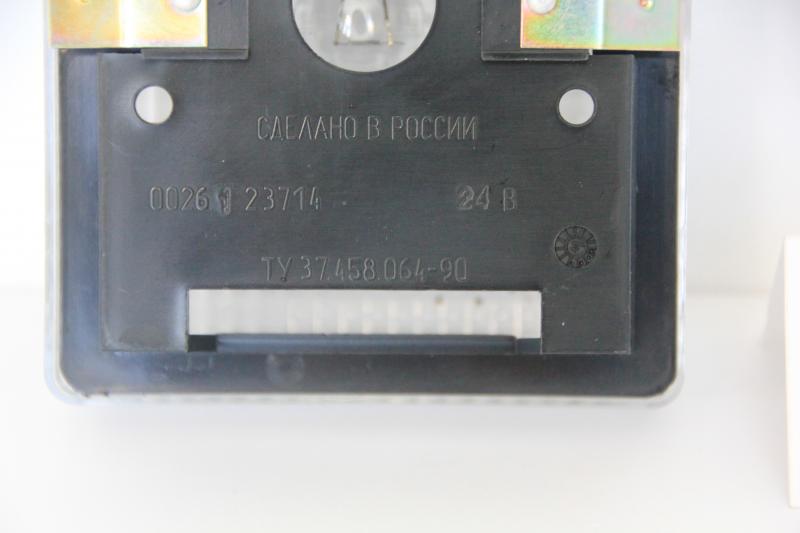 СДЕЛАНО В РОССИИ
0026 23714 24 В
ТУ 37.458.064-90